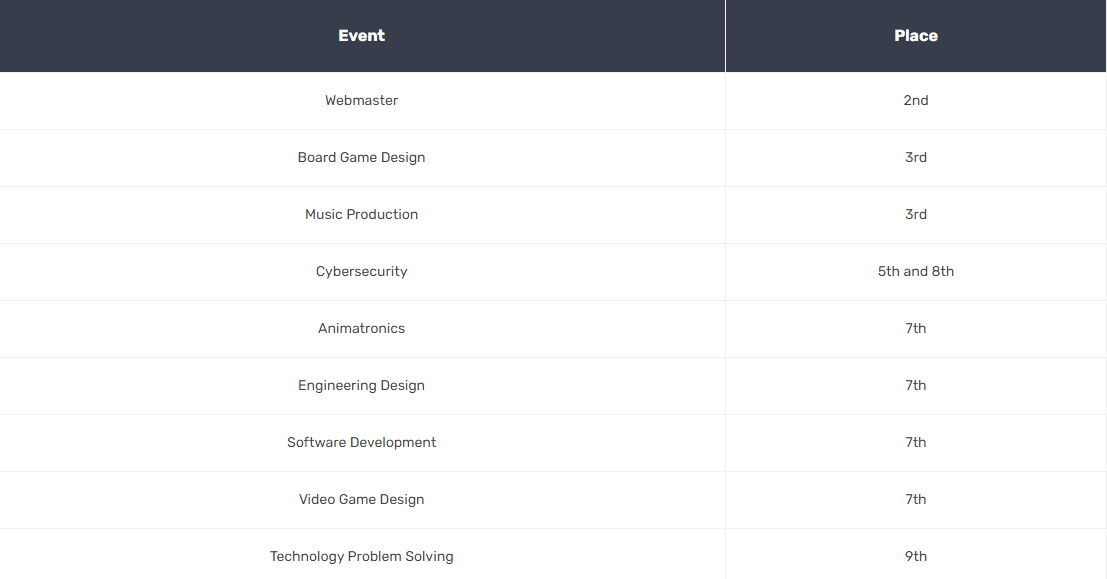 Event Place
Webmaster 2nd
Board Game Design 3rd
Music Production 3rd
Cybersecurity 5th and 8th
Animatronics 7th
Engineering Design 7th
Software Development 7th
Video Game Design 7th
Technology Problem Solving 9th